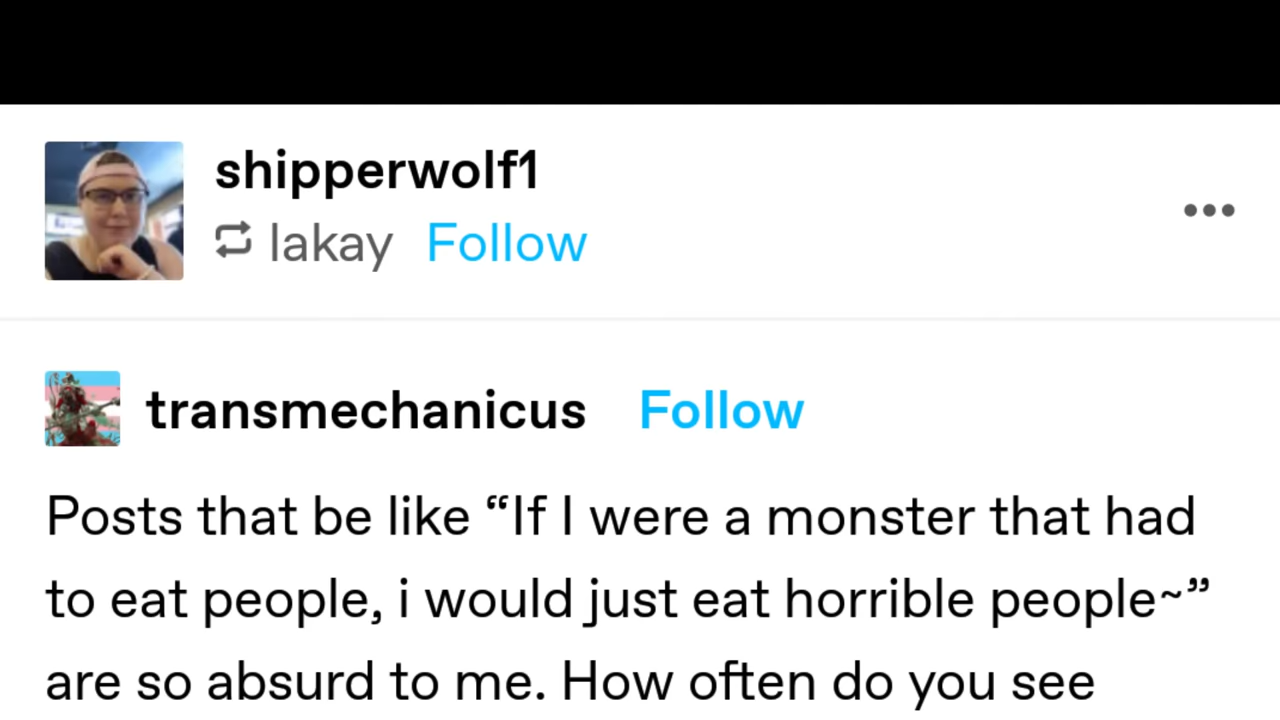 shipperwolf1
lakay Follow
transmechanicus Follow
Posts that be like “If I were a monster that had
to eat people, i would just eat horrible people~”
are so absurd to me. How often do you see